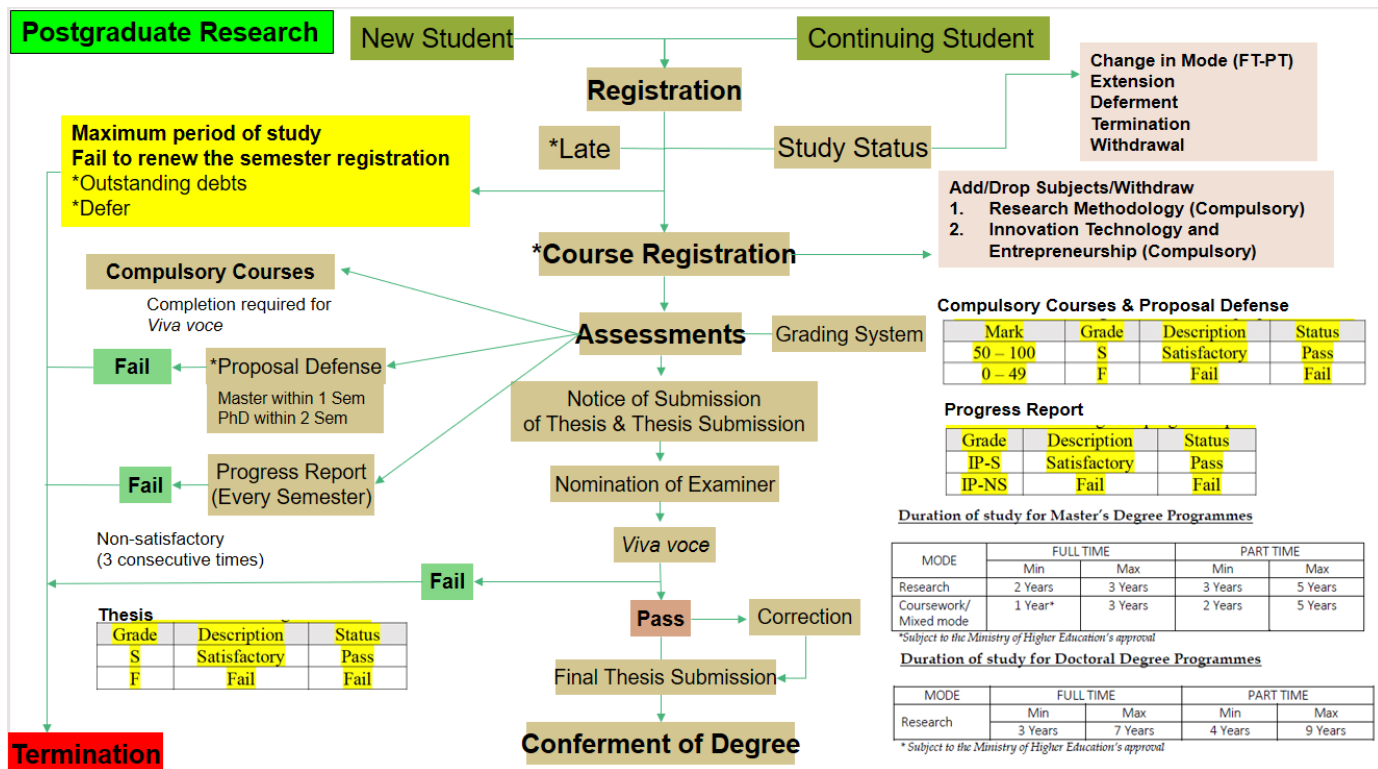 Postgraduate Research
New Student
Continuing Student
Registration
Change in Mode (FT-PT)
Extension
Deferment
Termination
Withdrawal
Maximum period of study
Fail to renew the semester registration
*Outstanding debts
*Defer
*Late
Study Status
Add/Drop Subjects/Withdraw
1. Research Methodology (Compulsory)
2. Innovation Technology and
Entrepreneurship (Compulsory)
*Course Registration
Compulsory Courses
Completion required for
Viva voce
Assessments
Grading System
Fail
*Proposal Defense
Master within 1 Sem
PhD within 2 Sem
Notice of Submission
of Thesis & Thesis Submission
Fail
Progress Report
(Every Semester)
Nomination of Examiner
Non-satisfactory
(3 consecutive times)
Viva voce
Fail
Pass
Correction
Final Thesis Submission
Conferment of Degree
Termination
Thesis
Grade Description Status
S Satisfactory Pass
F Fail Fail
Compulsory Courses & Proposal Defense
Mark Grade Description Status
50 – 100 S Satisfactory Pass
0 – 49 F Fail Fail
Progress Report
Grade Description Status
IP-S Satisfactory Pass
IP-NS Fail Fail
Duration of study for Master's Degree Programmes
MODE FULL TIME PART TIME
Min Max Min Max
Research 2 Years 3 Years 3 Years 5 Years
Coursework/ 1 Year* 3 Years 2 Years 5 Years
Mixed mode
*Subject to the Ministry of Higher Education's approval
Duration of study for Doctoral Degree Programmes
MODE FULL TIME PART TIME
Research Min Max Min Max
3 Years 7 Years 4 Years 9 Years
* Subject to the Ministry of Higher Education's approval